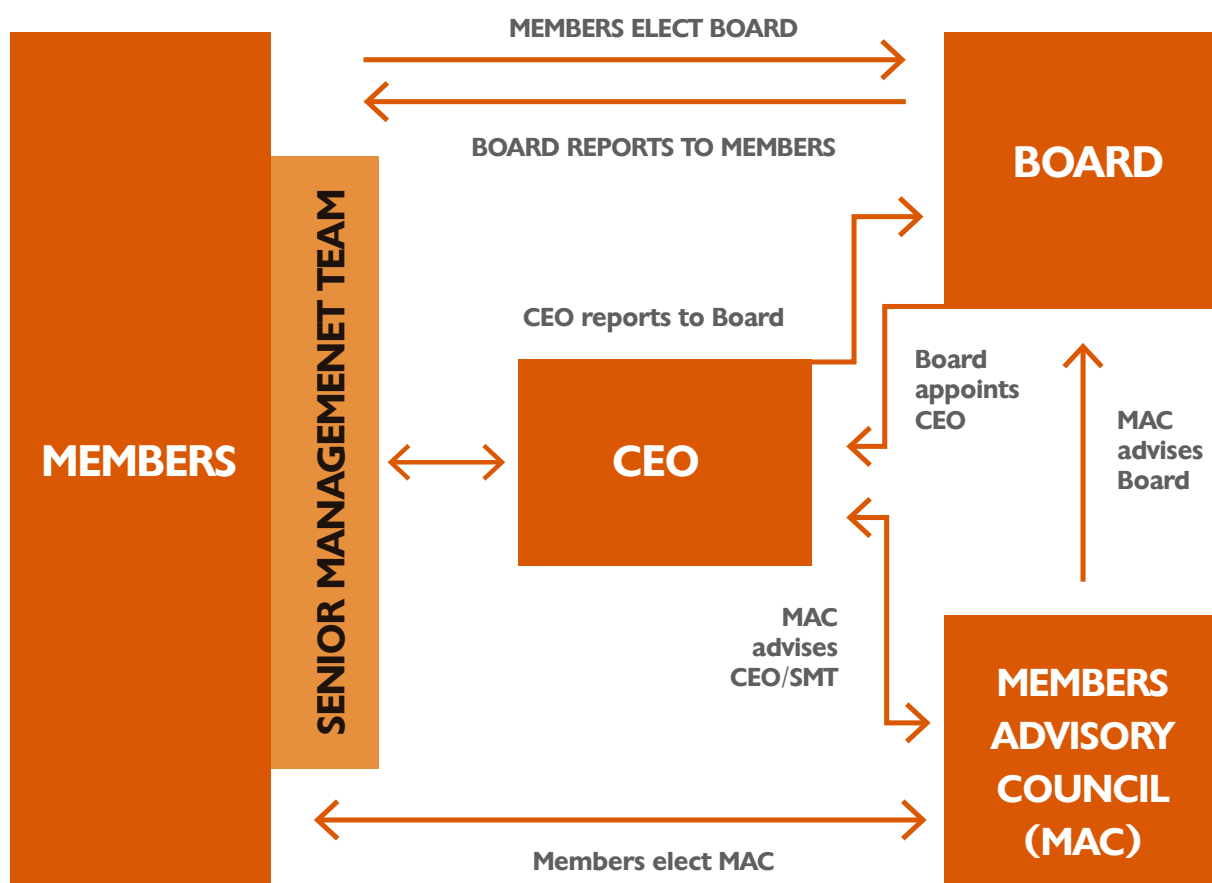 MEMBERS ELECT BOARD
BOARD REPORTS TO MEMBERS
BOARD
SENIOR MANAGEMENET TEAM
CEO reports to Board
Board
appoints
CEO
MAC
advises
Board
MEMBERS
CEO
MAC
advises
CEO/SMT
MEMBERS
ADVISORY
COUNCIL
(MAC)
Members elect MAC